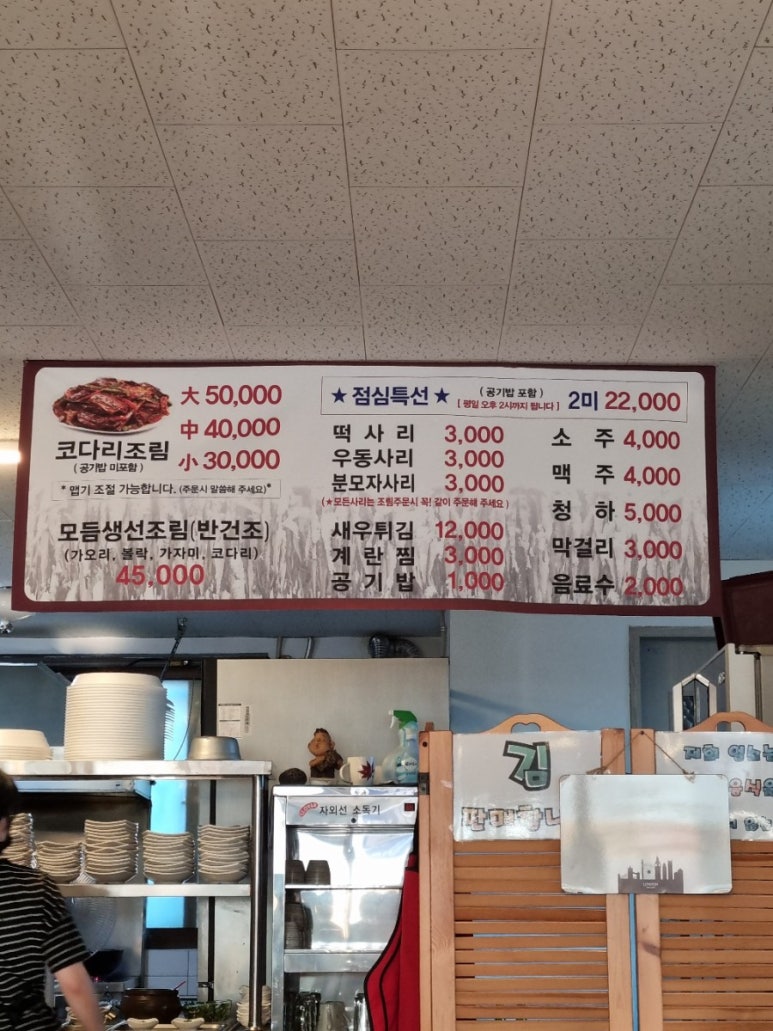 大 50,000
中 40,000
小 30,000
코다리조림
(공기밥 미포함)
* 맵기 조절 가능합니다. (주문시 말씀해 주세요)*
모듬생선조림(반건조)
(가오리, 볼락, 가자미, 코다리)
45,000
★ 점심특선 ★ (공기밥 포함) [ 평일 오후 2시까지 됩니다 ] 2미 22,000
떡사리 3,000
우동사리 3,000
분모자사리 3,000
(★모든사리는 조림주문시 꼭! 같이 주문해 주세요)
새우튀김 12,000
계란찜 3,000
공기밥 1,000
소주 4,000
맥주 4,000
청하 5,000
막걸리 3,000
음료수 2,000
자외선 소독기
김
판매합니
LONDON